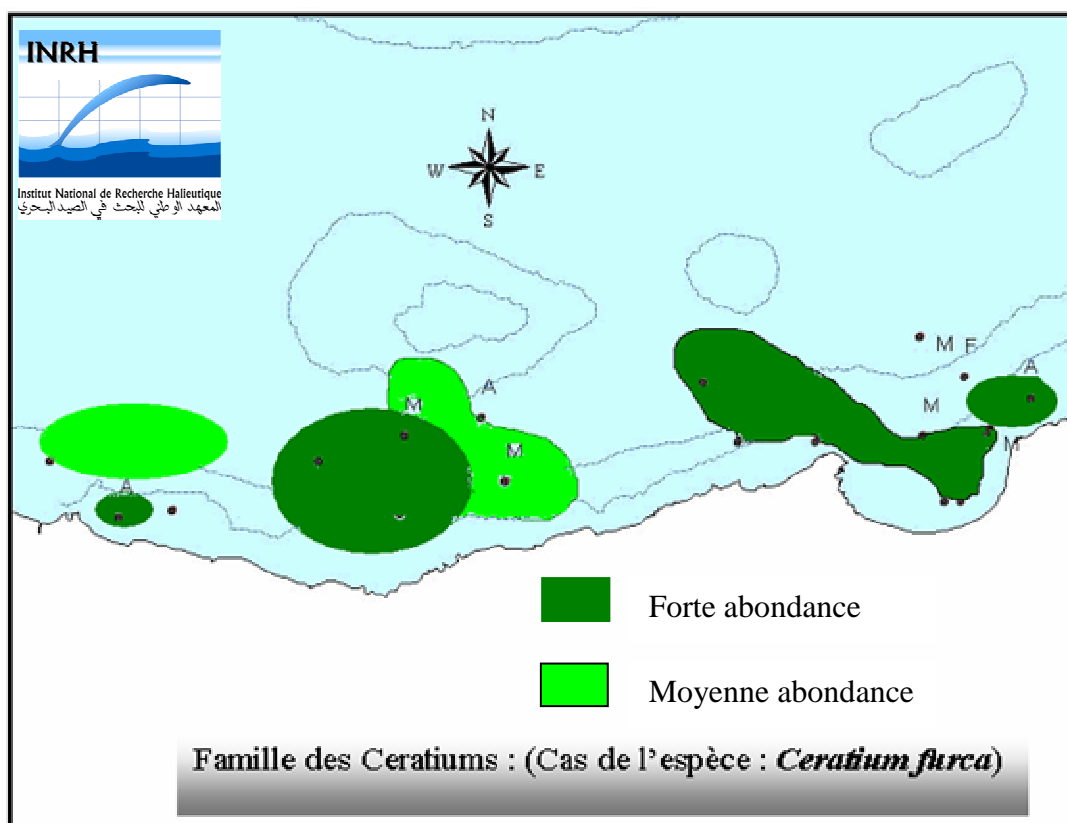 INRH
Institut National de Recherche Halieutique
المعهد الوطني للبحث في الصيد البحري
N
W E
S
M F
A
A
M
M
M
M
A
Forte abondance
Moyenne abondance
Famille des Ceratiums : (Cas de l'espèce : Ceratium furca)